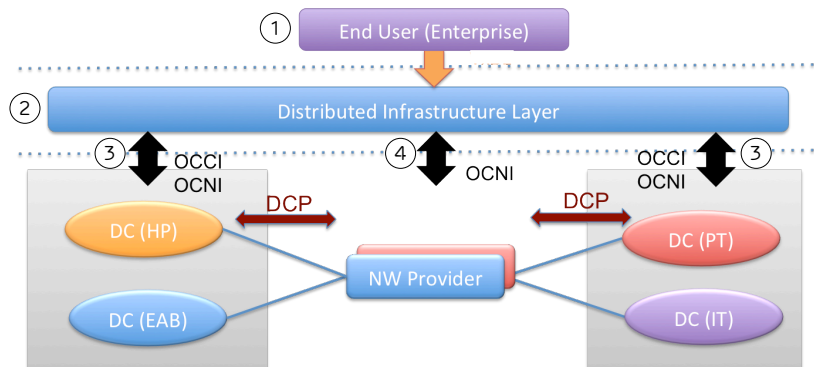 1
End User (Enterprise)
2
Distributed Infrastructure Layer
3
OCCI
OCNI
4
OCNI
OCCI
OCNI
3
DCP
DCP
DC (HP)
DC (PT)
NW Provider
DC (EAB)
DC (IT)